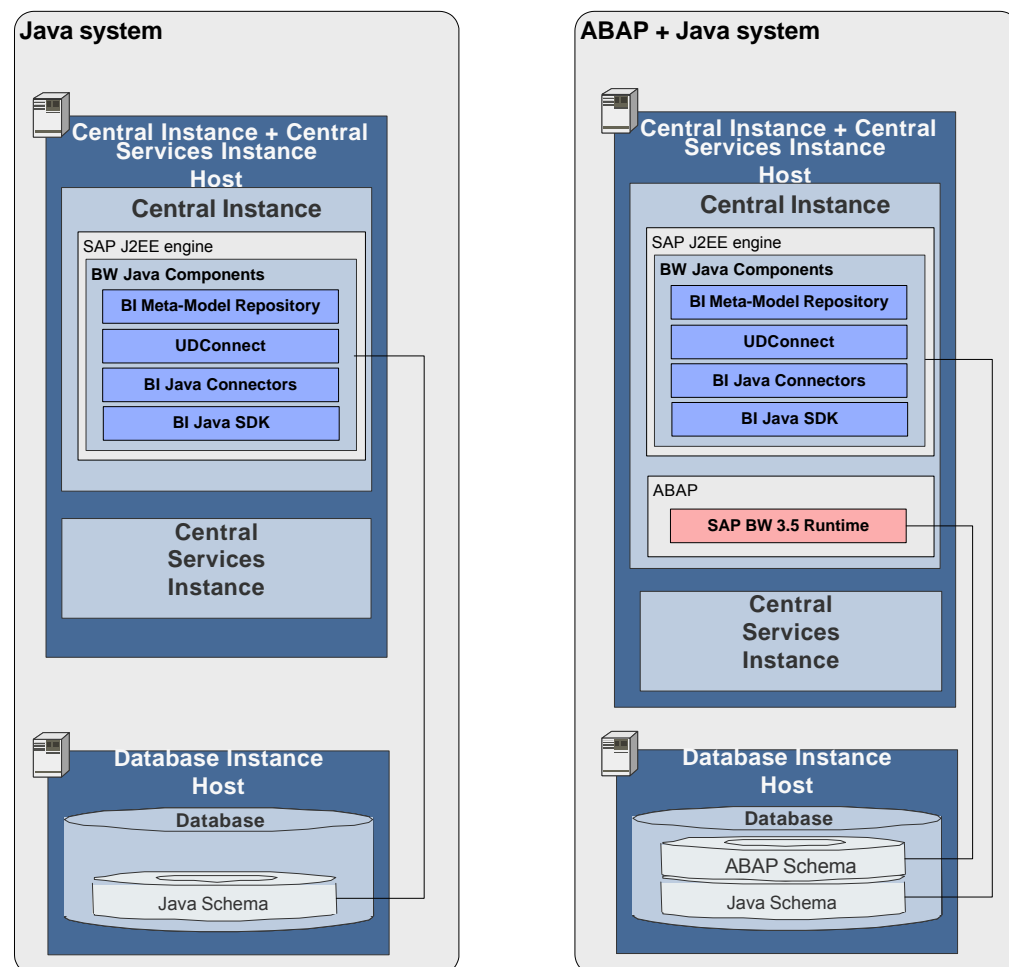 Java system
Central Instance + Central
Services Instance
Host
Central Instance
SAP J2EE engine
BW Java Components
BI Meta-Model Repository
UDConnect
BI Java Connectors
BI Java SDK
Central
Services
Instance
Database Instance
Host
Database
Java Schema
ABAP + Java system
Central Instance + Central
Services Instance
Host
Central Instance
SAP J2EE engine
BW Java Components
BI Meta-Model Repository
UDConnect
BI Java Connectors
BI Java SDK
ABAP
SAP BW 3.5 Runtime
Central
Services
Instance
Database Instance
Host
Database
ABAP Schema
Java Schema